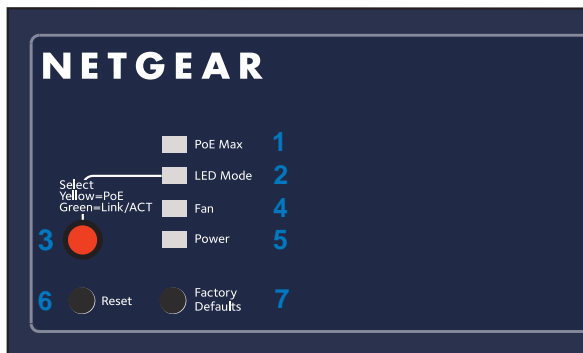 NETGEAR
PoE Max 1
LED Mode 2
Select
Yellow=PoE
Green=Link/ACT
Fan 4
3
Power 5
6 Reset
Factory
Defaults 7